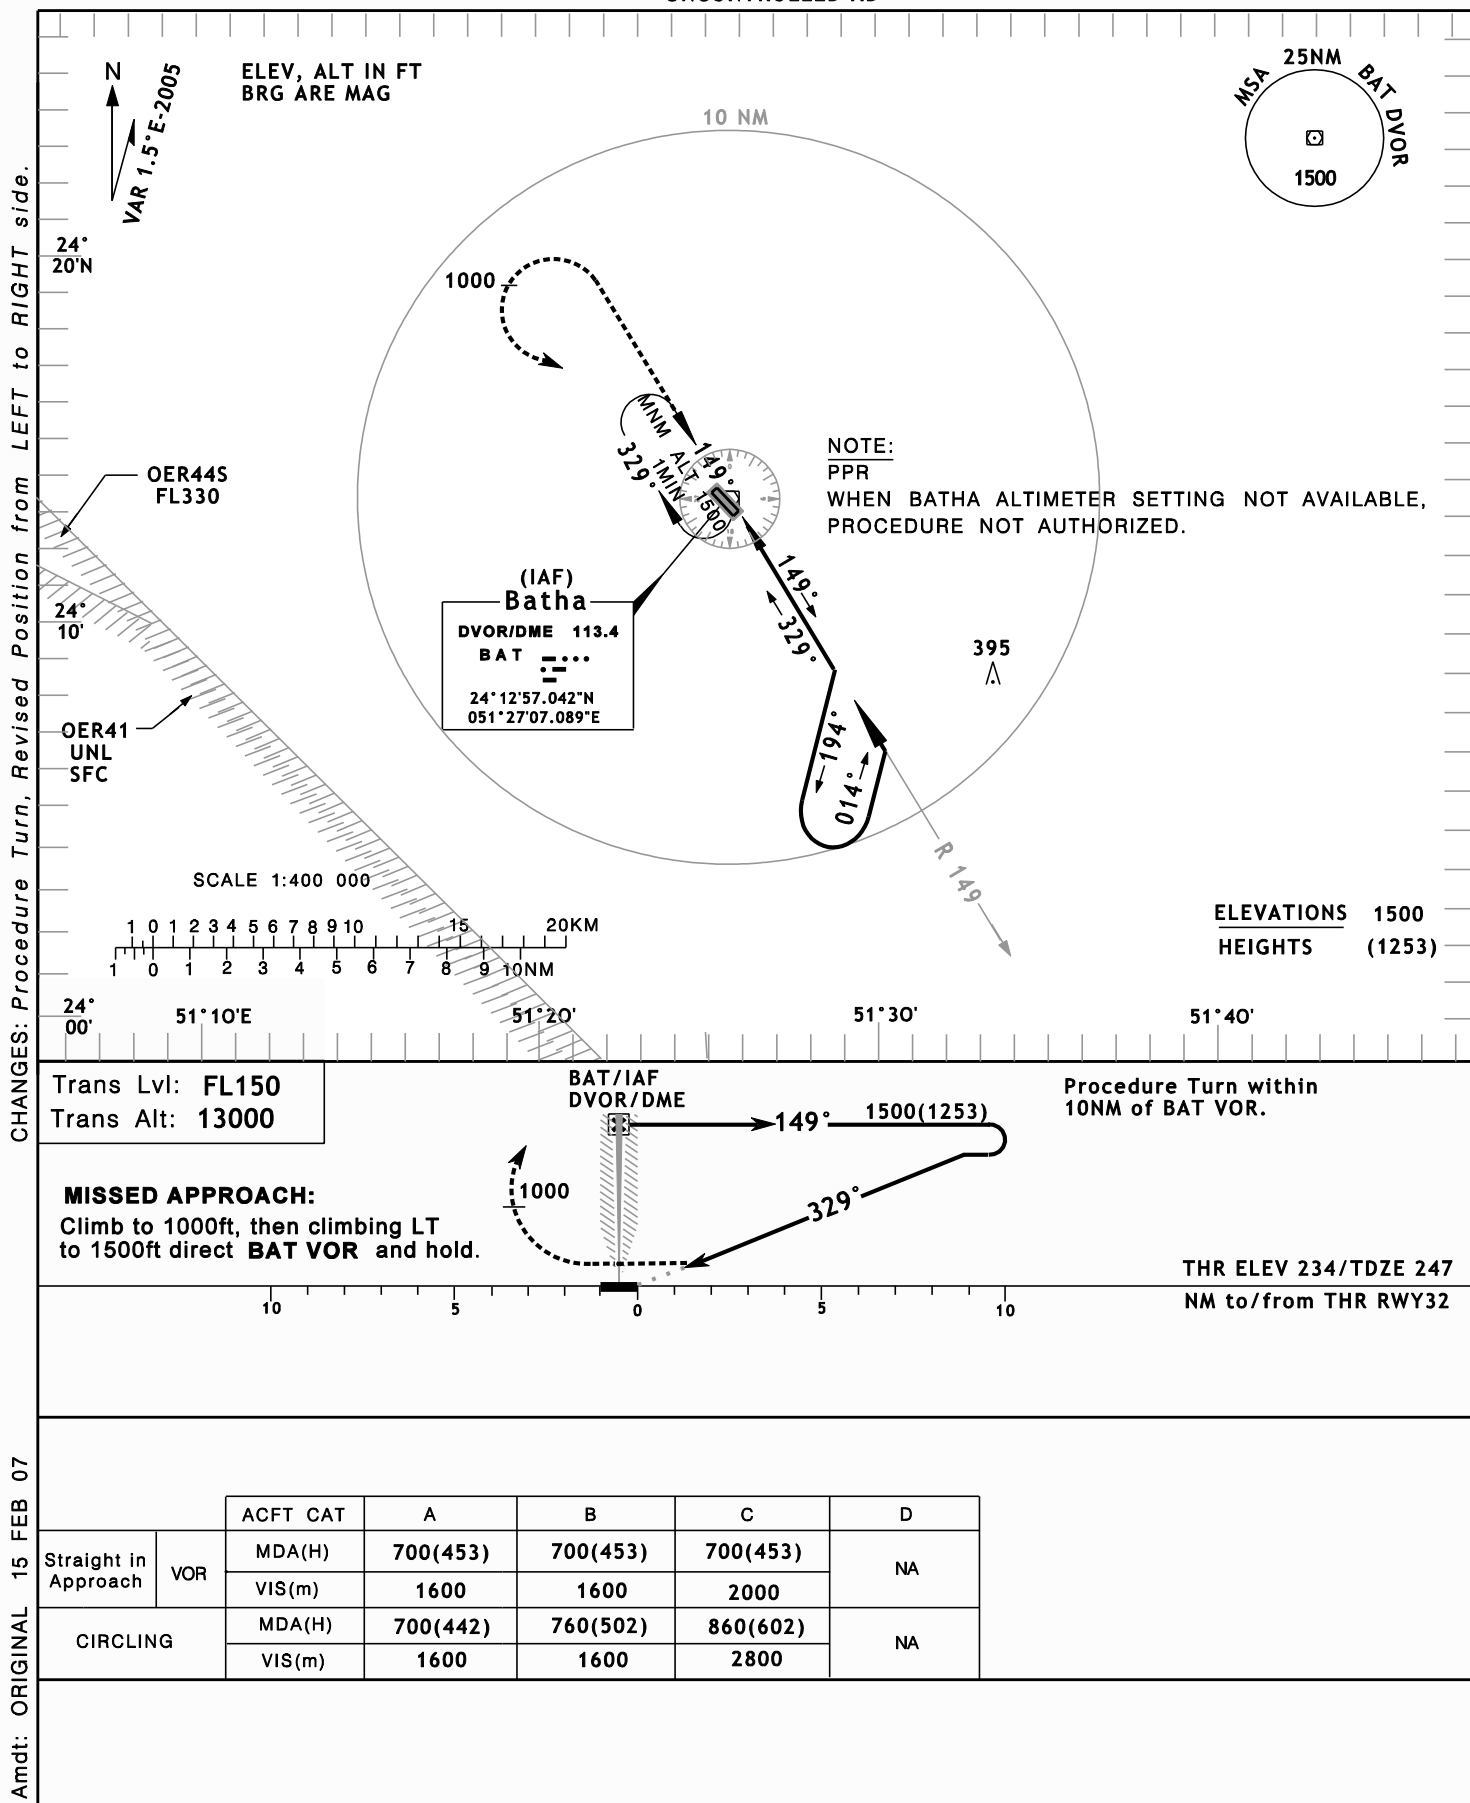 N
VAR 1.5°E-2005
ELEV, ALT IN FT
BRG ARE MAG
10 NM
25NM
MSA
BAT DVOR
1500
24°
20'N
1000
MNM ALT 1500
1MIN
329°
149°
NOTE:
PPR
WHEN BATHA ALTIMETER SETTING NOT AVAILABLE,
PROCEDURE NOT AUTHORIZED.
OER44S
FL330
(IAF)
Batha
DVOR/DME 113.4
BAT
24°12'57.042"N
051°27'07.089"E
149°
329°
395
24°
10'
OER41
UNL
SFC
194°
014°
R 149
SCALE 1:400 000
1 0 1 2 3 4 5 6 7 8 9 10 15 20KM
1 0 1 2 3 4 5 6 7 8 9 10NM
ELEVATIONS 1500
HEIGHTS (1253)
24°
00'
51°10'E
51°20'
51°30'
51°40'
CHANGES: Procedure Turn, Revised Position from LEFT to RIGHT side.
Trans Lvl: FL150
Trans Alt: 13000
BAT/IAF
DVOR/DME
149°
1500(1253)
Procedure Turn within
10NM of BAT VOR.
MISSED APPROACH:
Climb to 1000ft, then climbing LT
to 1500ft direct BAT VOR and hold.
1000
329°
THR ELEV 234/TDZE 247
10 5 0 5 10
NM to/from THR RWY32
ACFT CAT A B C D
Straight in
Approach
VOR
MDA(H) 700(453) 700(453) 700(453) NA
VIS(m) 1600 1600 2000
CIRCLING
MDA(H) 700(442) 760(502) 860(602) NA
VIS(m) 1600 1600 2800
Amdt: ORIGINAL 15 FEB 07